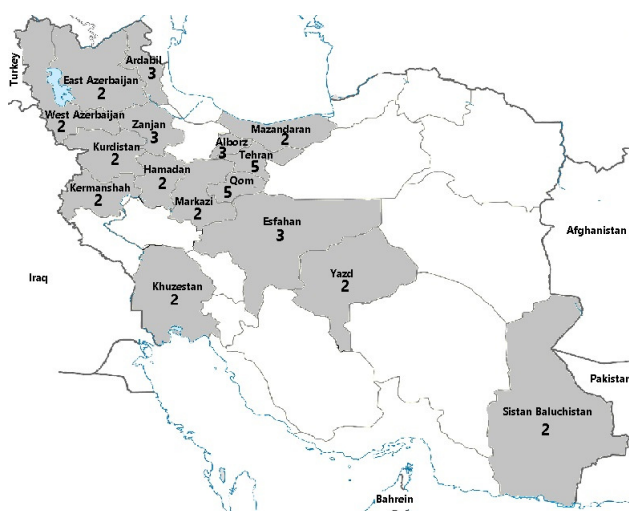 Turkey
Ardabil
3
East Azerbaijan
2
West Azerbaijan
2
Zanjan
3
Mazandaran
2
Alborz
3
Tehran
5
Kurdistan
2
Hamadan
2
Qom
5
Kermanshah
2
Markazi
2
Esfahan
3
Afghanistan
Iraq
Khuzestan
2
Yazd
2
Pakistan
Sistan Baluchistan
2
Bahrein